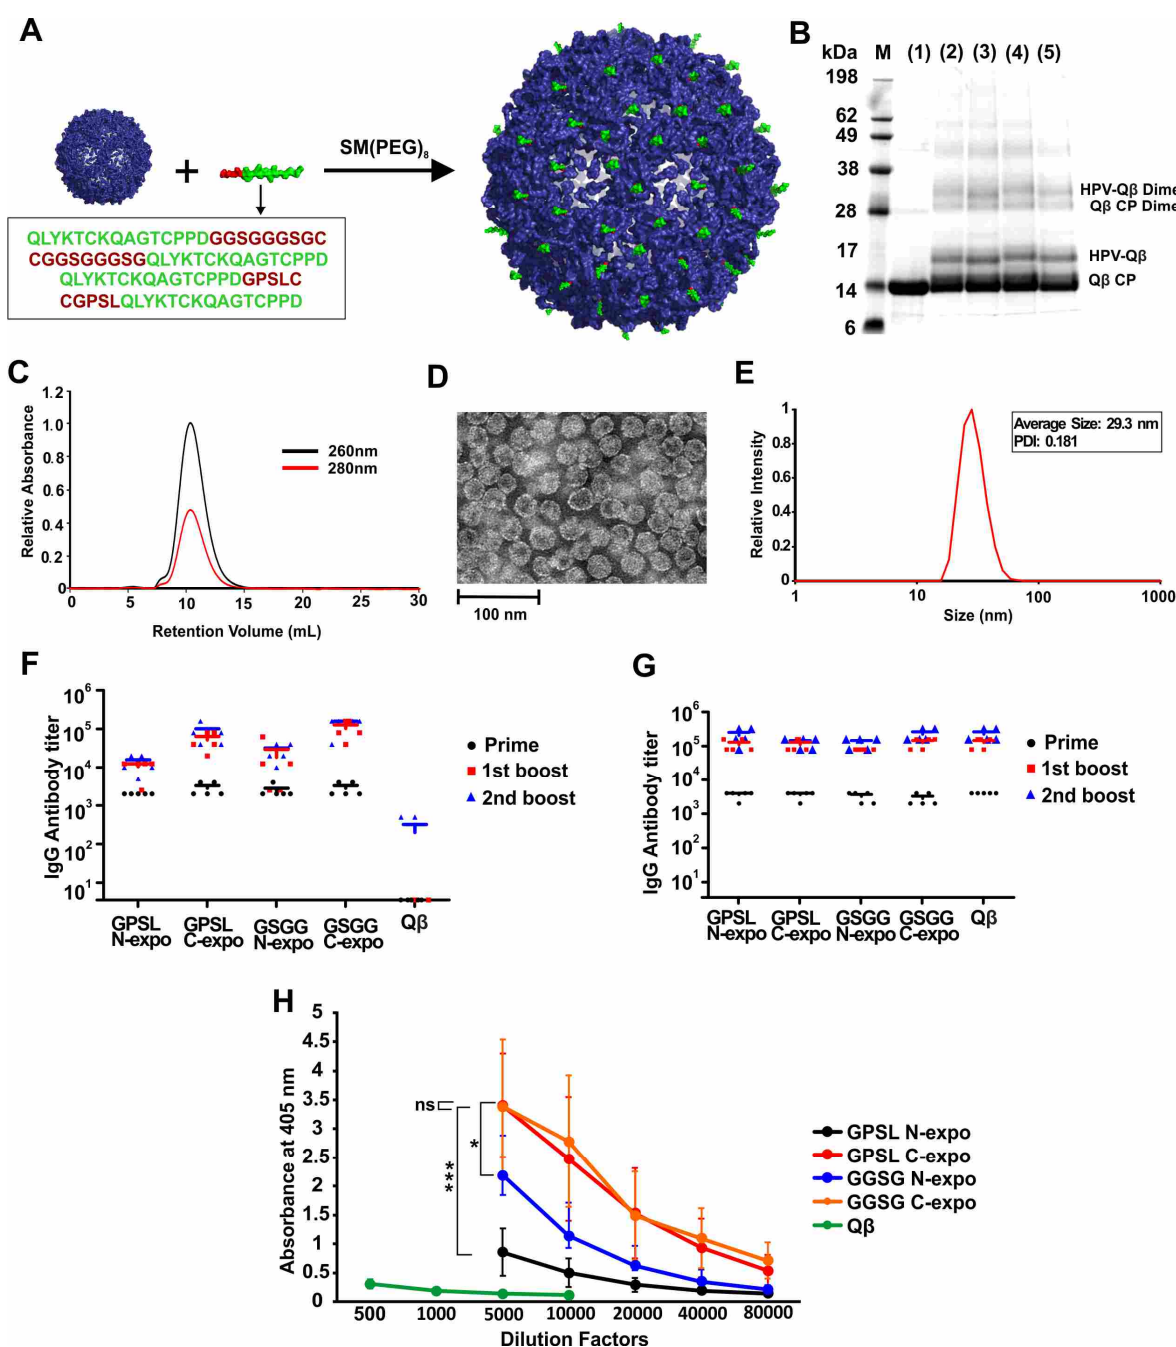 A
SM(PEG)8
QLYKTCKQAGTCPPDGGSGGGSGC
CGGSGGGSGQLYKTCKQAGTCPPD
QLYKTCKQAGTCPPDGPSLC
CGPSLQLYKTCKQAGTCPPD
B
kDa M (1) (2) (3) (4) (5)
198
62
49
38
28
17
14
6
HPV-Qβ Dime
Qβ CP Dime
HPV-Qβ
Qβ CP
C
Relative Absorbance
1.2
1.0
0.8
0.6
0.4
0.2
0
0 5 10 15 20 25 30
Retention Volume (mL)
260nm
280nm
D
100 nm
E
Relative Intensity
1
0.8
0.6
0.4
0.2
0
1 10 100 1000
Size (nm)
Average Size: 29.3 nm
PDI: 0.181
F
IgG Antibody titer
10^6
10^5
10^4
10^3
10^2
10^1
GPSL N-expo
GPSL C-expo
GSGG N-expo
GSGG C-expo
Qβ
Prime
1st boost
2nd boost
G
IgG Antibody titer
10^6
10^5
10^4
10^3
10^2
10^1
GPSL N-expo
GPSL C-expo
GSGG N-expo
GSGG C-expo
Qβ
Prime
1st boost
2nd boost
H
Absorbance at 405 nm
5
4.5
4
3.5
3
2.5
2
1.5
1
0.5
0
ns
*
***
500 1000 5000 10000 20000 40000 80000
Dilution Factors
GPSL N-expo
GPSL C-expo
GGSG N-expo
GGSG C-expo
Qβ